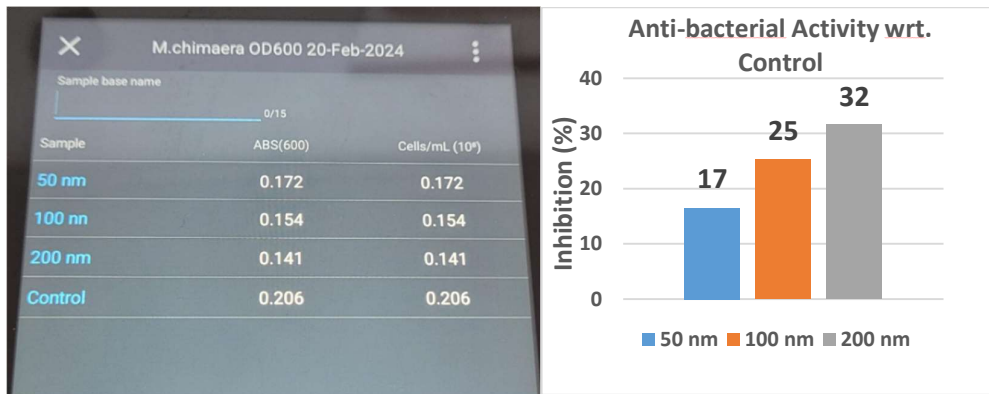 M.chimaera OD600 20-Feb-2024
Sample base name
0/15
Sample ABS(600) Cells/mL (10⁸)
50 nm 0.172 0.172
100 nn 0.154 0.154
200 nm 0.141 0.141
Control 0.206 0.206
Anti-bacterial Activity wrt.
Control
Inhibition (%)
40
30
20
10
0
17
25
32
50 nm 100 nm 200 nm